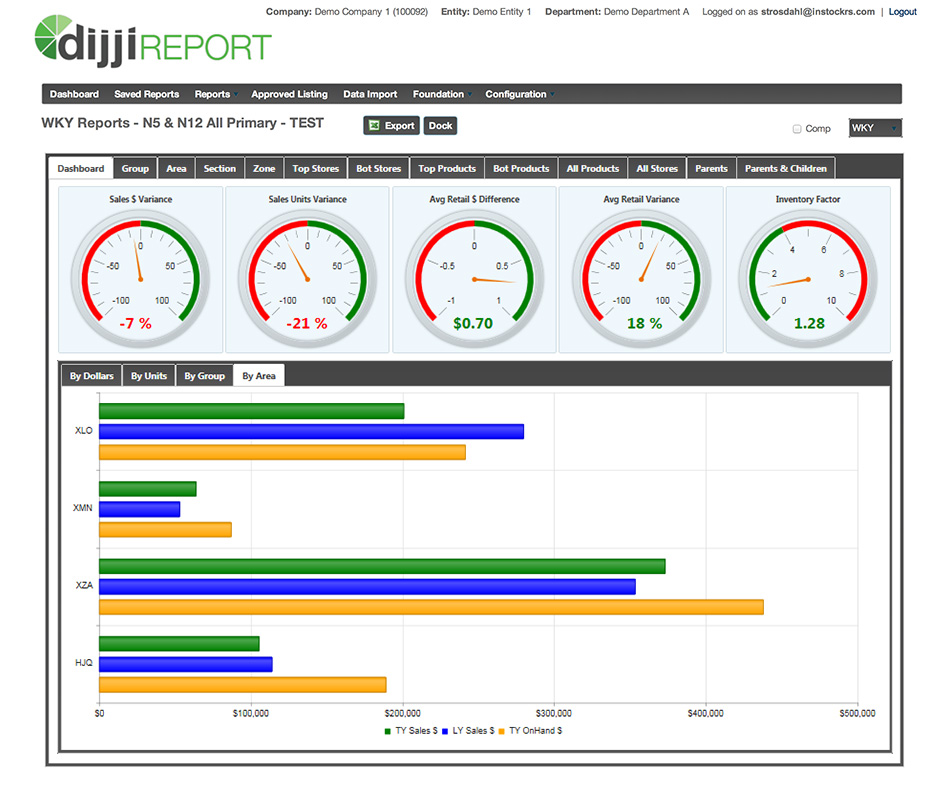 Company: Demo Company 1 (100092) Entity: Demo Entity 1 Department: Demo Department A Logged on as strosdahl@instockrs.com | Logout
dijji REPORT
Dashboard Saved Reports Reports Approved Listing Data Import Foundation Configuration
WKY Reports - N5 & N12 All Primary - TEST Export Dock Comp WKY
Dashboard Group Area Section Zone Top Stores Bot Stores Top Products Bot Products All Products All Stores Parents Parents & Children
Sales $ Variance Sales Units Variance Avg Retail $ Difference Avg Retail Variance Inventory Factor
0 0 0 0 4 6
-50 50 -50 50 -0.5 0.5 -50 50 2 8
-100 100 -100 100 -1 1 -100 100 0 10
-7 % -21 % $0.70 18 % 1.28
By Dollars By Units By Group By Area
XLO
XMN
XZA
HJQ
$0 $100,000 $200,000 $300,000 $400,000 $500,000
TY Sales $ LY Sales $ TY OnHand $